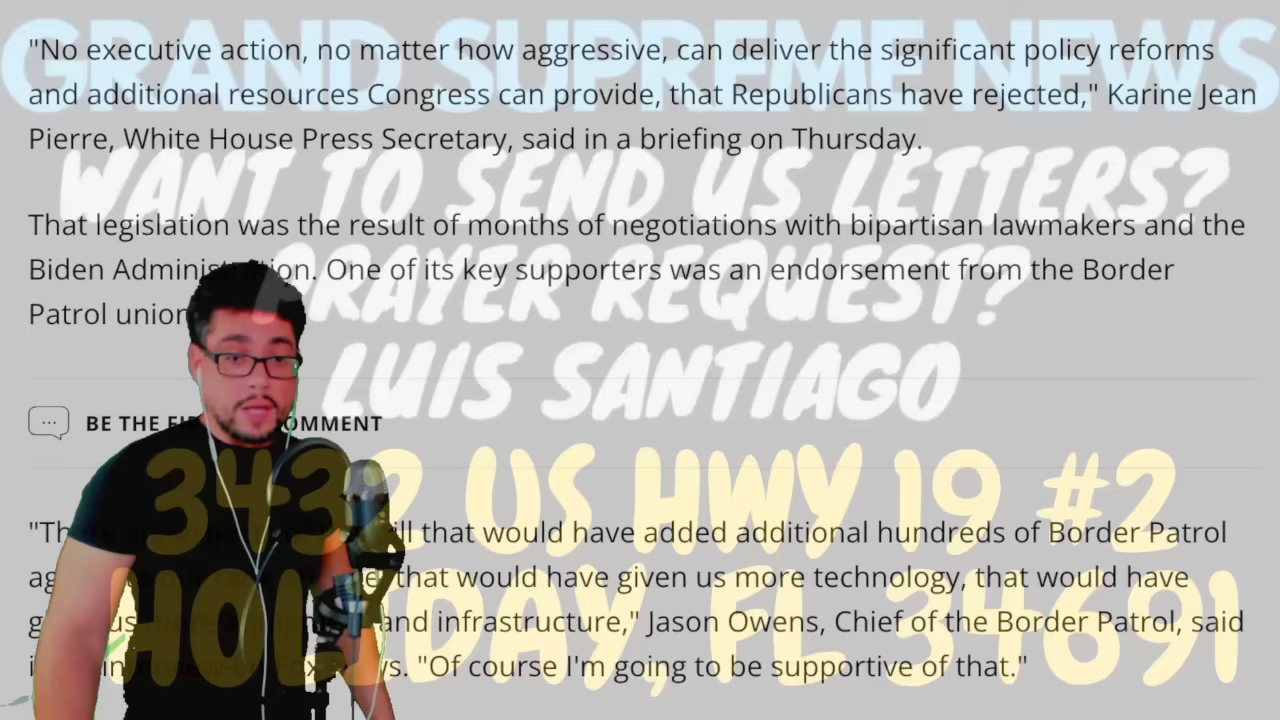 GRAND SUPREME NEWS
"No executive action, no matter how aggressive, can deliver the significant policy reforms
and additional resources Congress can provide, that Republicans have rejected," Karine Jean
Pierre, White House Press Secretary, said in a briefing on Thursday.
WANT TO SEND US LETTERS?
That legislation was the result of months of negotiations with bipartisan lawmakers and the
Biden Administration. One of its key supporters was an endorsement from the Border
PRAYER REQUEST?
Patrol union
LUIS SANTIAGO
BE THE COMMENT
3432 US HWY 19 #2
that would have added additional hundreds of Border Patrol
that would have given us more technology, that would have
HOLIDAY, FL 34691
and infrastructure," Jason Owens, Chief of the Border Patrol, said
"Of course I'm going to be supportive of that."